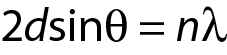 2dsinθ = nλ